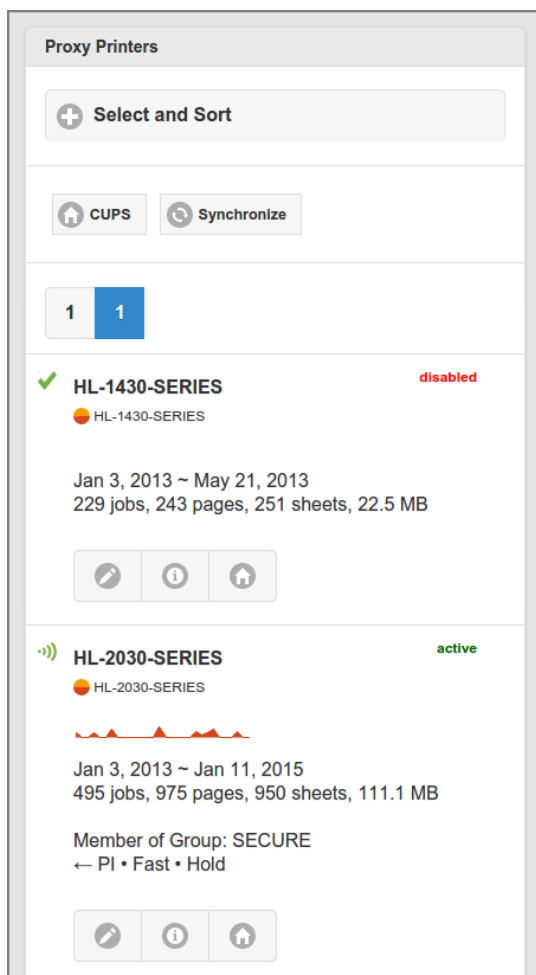 Proxy Printers
Select and Sort
CUPS Synchronize
1 1
HL-1430-SERIES disabled
HL-1430-SERIES
Jan 3, 2013 ~ May 21, 2013
229 jobs, 243 pages, 251 sheets, 22.5 MB
HL-2030-SERIES active
HL-2030-SERIES
Jan 3, 2013 ~ Jan 11, 2015
495 jobs, 975 pages, 950 sheets, 111.1 MB
Member of Group: SECURE
← PI • Fast • Hold